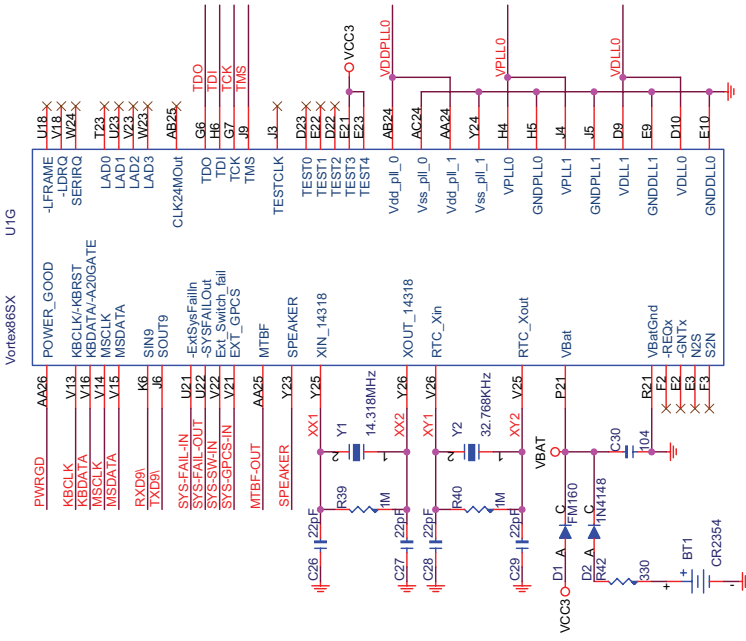 Vortex86SX
U1G
PWRGD
AA26
POWER_GOOD
KBCLK
V13
KBCLK/-KBRST
KBDATA
V16
KBDATA/-A20GATE
MSCLK
V14
MSCLK
MSDATA
V15
MSDATA
RXD9\
K6
SIN9
TXD9\
J6
SOUT9
SYS-FAIL-IN
U21
-ExtSysFailIn
SYS-FAIL-OUT
U22
-SYSFAILOut
SYS-SW-IN
V22
Ext_Switch_fail
SYS-GPCS-IN
V21
EXT_GPCS
MTBF-OUT
AA25
MTBF
SPEAKER
Y23
SPEAKER
XX1
Y25
XIN_14318
XX2
Y26
XOUT_14318
XY1
V26
RTC_Xin
XY2
V25
RTC_Xout
P21
VBat
R21
VBatGnd
F2
-REQx
E2
-GNTx
E3
N2S
F3
S2N
U18
-LFRAME
V18
-LDRQ
W24
SERIRQ
T23
LAD0
U23
LAD1
V23
LAD2
W23
LAD3
AB25
CLK24MOut
TDO
G6
TDO
TDI
H6
TDI
TCK
G7
TCK
TMS
J9
TMS
J3
TESTCLK
D23
TEST0
E22
TEST1
D22
TEST2
E21
TEST3
E23
TEST4
VCC3
VDDPLL0
AB24
Vdd_pll_0
AC24
Vss_pll_0
AA24
Vdd_pll_1
Y24
Vss_pll_1
VPLL0
H4
VPLL0
H5
GNDPLL0
J4
VPLL1
J5
GNDPLL1
VDLL0
D9
VDLL1
E9
GNDDLL1
D10
VDLL0
E10
GNDDLL0
Y1
14.318MHz
2
1
R39
1M
C26
22pF
C27
22pF
Y2
32.768KHz
2
1
R40
1M
C28
22pF
C29
22pF
VBAT
C30
104
D1
A
C
FM160
D2
A
C
1N4148
VCC3
R42
330
BT1
CR2354
+
+
-